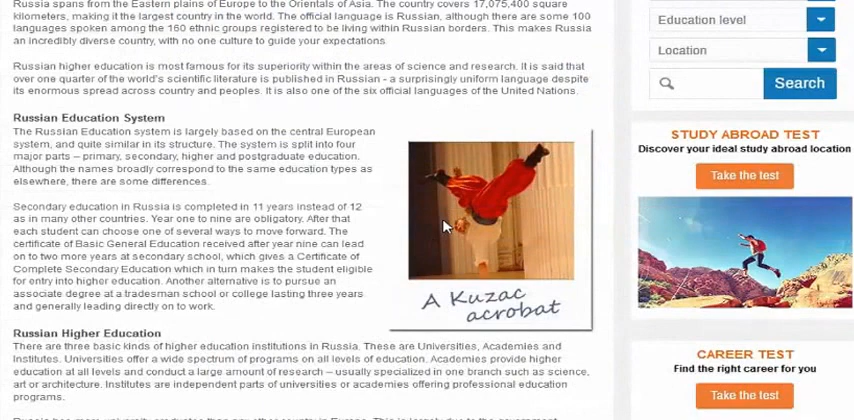 Russia spans from the Eastern plains of Europe to the Orientals of Asia. The country covers 17,075,400 square
kilometers, making it the largest country in the world. The official language is Russian, although there are some 100
languages spoken among the 160 ethnic groups registered to be living within Russian borders. This makes Russia
an incredibly diverse country, with no one culture to guide your expectations.
Russian higher education is most famous for its superiority within the areas of science and research. It is said that
over one quarter of the world's scientific literature is published in Russian - a surprisingly uniform language despite
its enormous spread across country and peoples. It is also one of the six official languages of the United Nations.
Russian Education System
The Russian Education system is largely based on the central European
system, and quite similar in its structure. The system is split into four
major parts – primary, secondary, higher and postgraduate education.
Although the names broadly correspond to the same education types as
elsewhere, there are some differences.
Secondary education in Russia is completed in 11 years instead of 12
as in many other countries. Year one to nine are obligatory. After that
each student can choose one of several ways to move forward. The
certificate of Basic General Education received after year nine can lead
on to two more years at secondary school, which gives a Certificate of
Complete Secondary Education which in turn makes the student eligible
for entry into higher education. Another alternative is to pursue an
associate degree at a tradesman school or college lasting three years
and generally leading directly on to work.
A Kuzac
acrobat
Russian Higher Education
There are three basic kinds of higher education institutions in Russia. These are Universities, Academies and
Institutes. Universities offer a wide spectrum of programs on all levels of education. Academies provide higher
education at all levels and conduct a large amount of research – usually specialized in one branch such as science,
art or architecture. Institutes are independent parts of universities or academies offering professional education
programs.
Education level
Location
Search
STUDY ABROAD TEST
Discover your ideal study abroad location
Take the test
CAREER TEST
Find the right career for you
Take the test